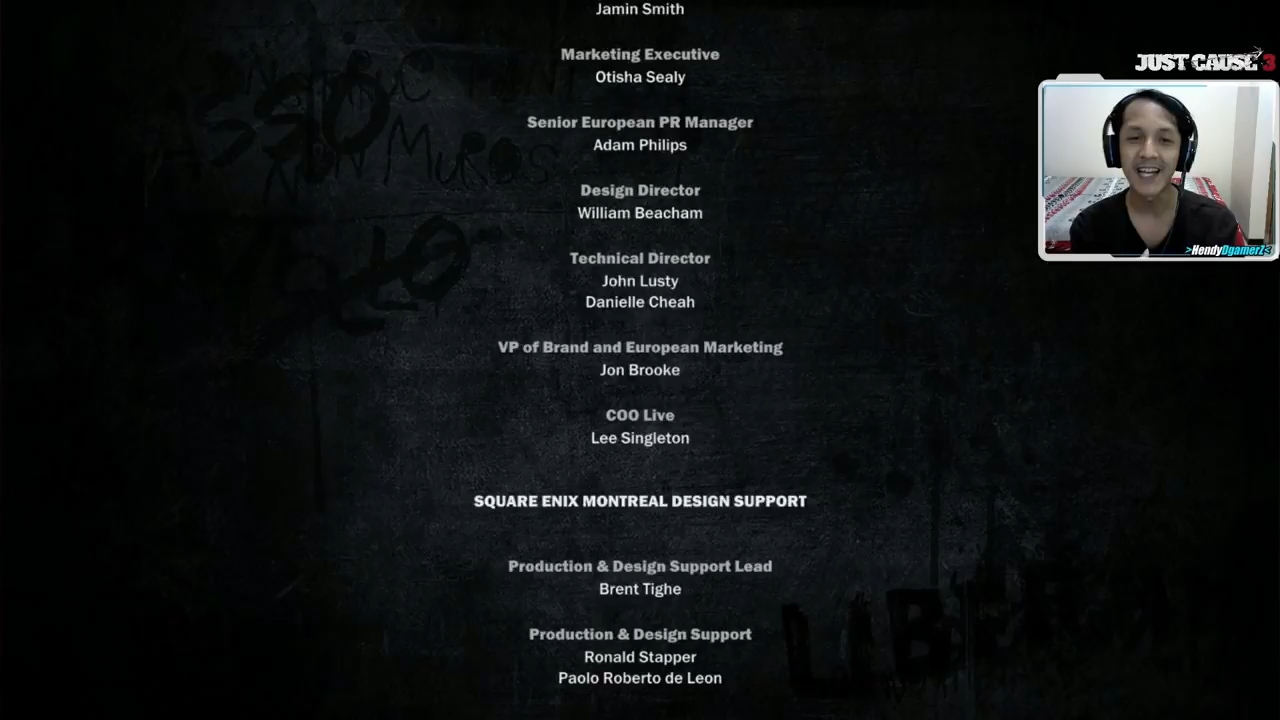 Jamin Smith
Marketing Executive
Otisha Sealy
Senior European PR Manager
Adam Philips
Design Director
William Beacham
Technical Director
John Lusty
Danielle Cheah
VP of Brand and European Marketing
Jon Brooke
COO Live
Lee Singleton
SQUARE ENIX MONTREAL DESIGN SUPPORT
Production & Design Support Lead
Brent Tighe
Production & Design Support
Ronald Stapper
Paolo Roberto de Leon
JUST CAUSE 3
>HendyDgamerZ<
MUROS